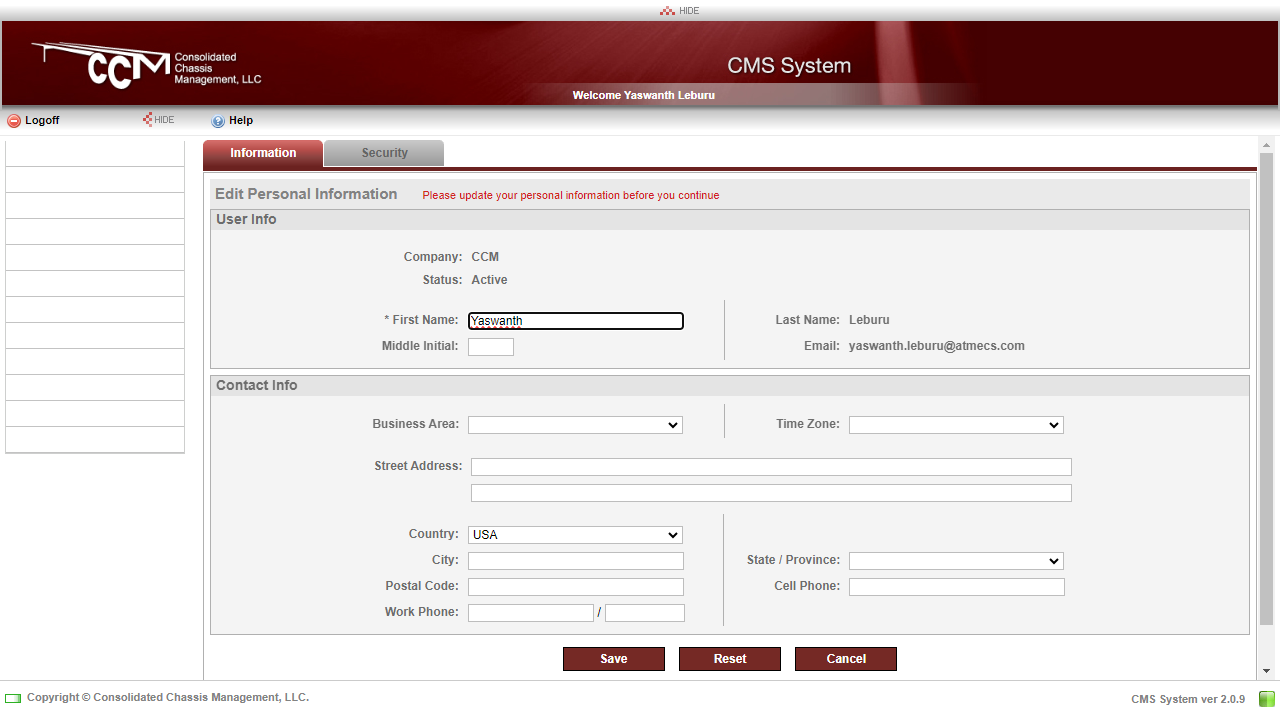 HIDE
CCM Consolidated
Chassis
Management, LLC
CMS System
Welcome Yaswanth Leburu
Logoff HIDE Help
Information Security
Edit Personal Information Please update your personal information before you continue
User Info
Company: CCM
Status: Active
* First Name: Yaswanth Last Name: Leburu
Middle Initial: Email: yaswanth.leburu@atmecs.com
Contact Info
Business Area: Time Zone:
Street Address:
Country: USA
City: State / Province:
Postal Code: Cell Phone:
Work Phone: /
Save Reset Cancel
Copyright © Consolidated Chassis Management, LLC. CMS System ver 2.0.9